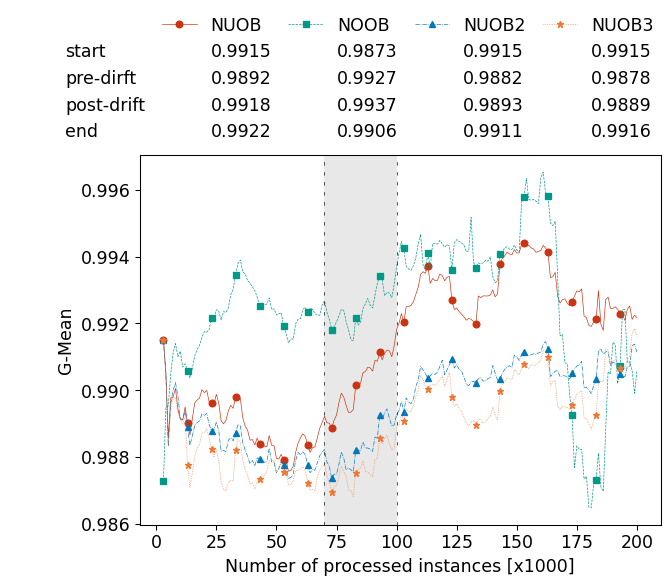 NUOB NOOB NUOB2 NUOB3
start 0.9915 0.9873 0.9915 0.9915
pre-dirft 0.9892 0.9927 0.9882 0.9878
post-drift 0.9918 0.9937 0.9893 0.9889
end 0.9922 0.9906 0.9911 0.9916
0.996
0.994
0.992
0.990
0.988
0.986
G-Mean
0 25 50 75 100 125 150 175 200
Number of processed instances [x1000]